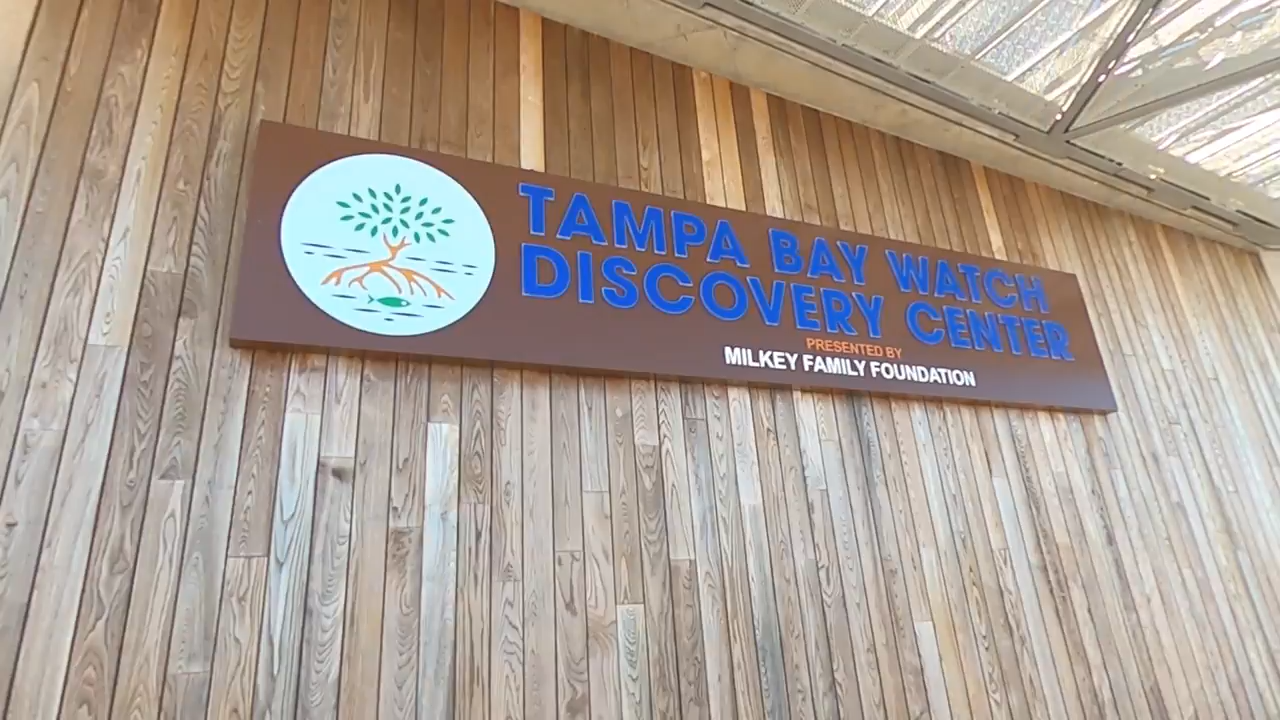 TAMPA BAY WATCH
DISCOVERY CENTER
PRESENTED BY
MILKEY FAMILY FOUNDATION